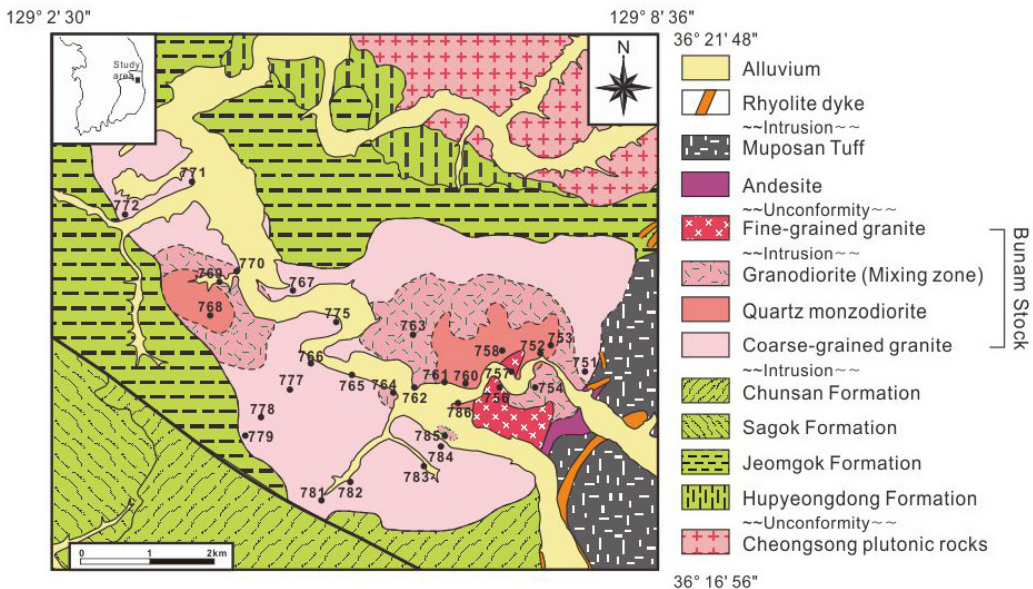 129° 2' 30"
129° 8' 36"
36° 21' 48"
Study
area
N
771
772
770
769
767
768
775
763
753
758
752
751
766
761
760
757
765
764
762
756
754
777
786
778
779
785
784
783
782
781
0 1 2km
36° 16' 56"
Alluvium
Rhyolite dyke
~~Intrusion~~
Muposan Tuff
Andesite
~~Unconformity~~
Fine-grained granite
~~Intrusion~~
Granodiorite (Mixing zone)
Quartz monzodiorite
Coarse-grained granite
~~Intrusion~~
Chunsan Formation
Sagok Formation
Jeomgok Formation
Hupyeongdong Formation
~~Unconformity~~
Cheongsong plutonic rocks
Bunam Stock